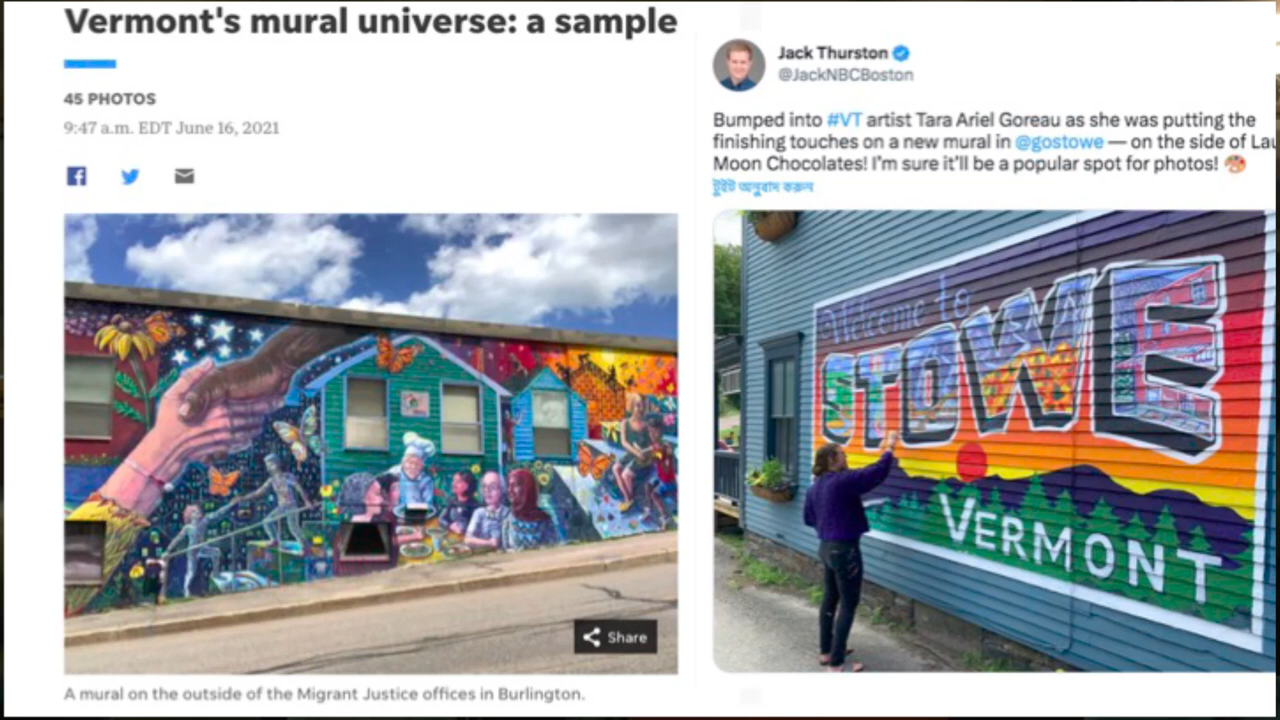 Vermont's mural universe: a sample
45 PHOTOS
9:47 a.m. EDT June 16, 2021
Share
A mural on the outside of the Migrant Justice offices in Burlington.
Jack Thurston
@JackNBCBoston
Bumped into #VT artist Tara Ariel Goreau as she was putting the
finishing touches on a new mural in @gostowe — on the side of Lau
Moon Chocolates! I'm sure it'll be a popular spot for photos! 🎨
টুইট অনুবাদ করুন
Welcome to
STOWE
VERMONT